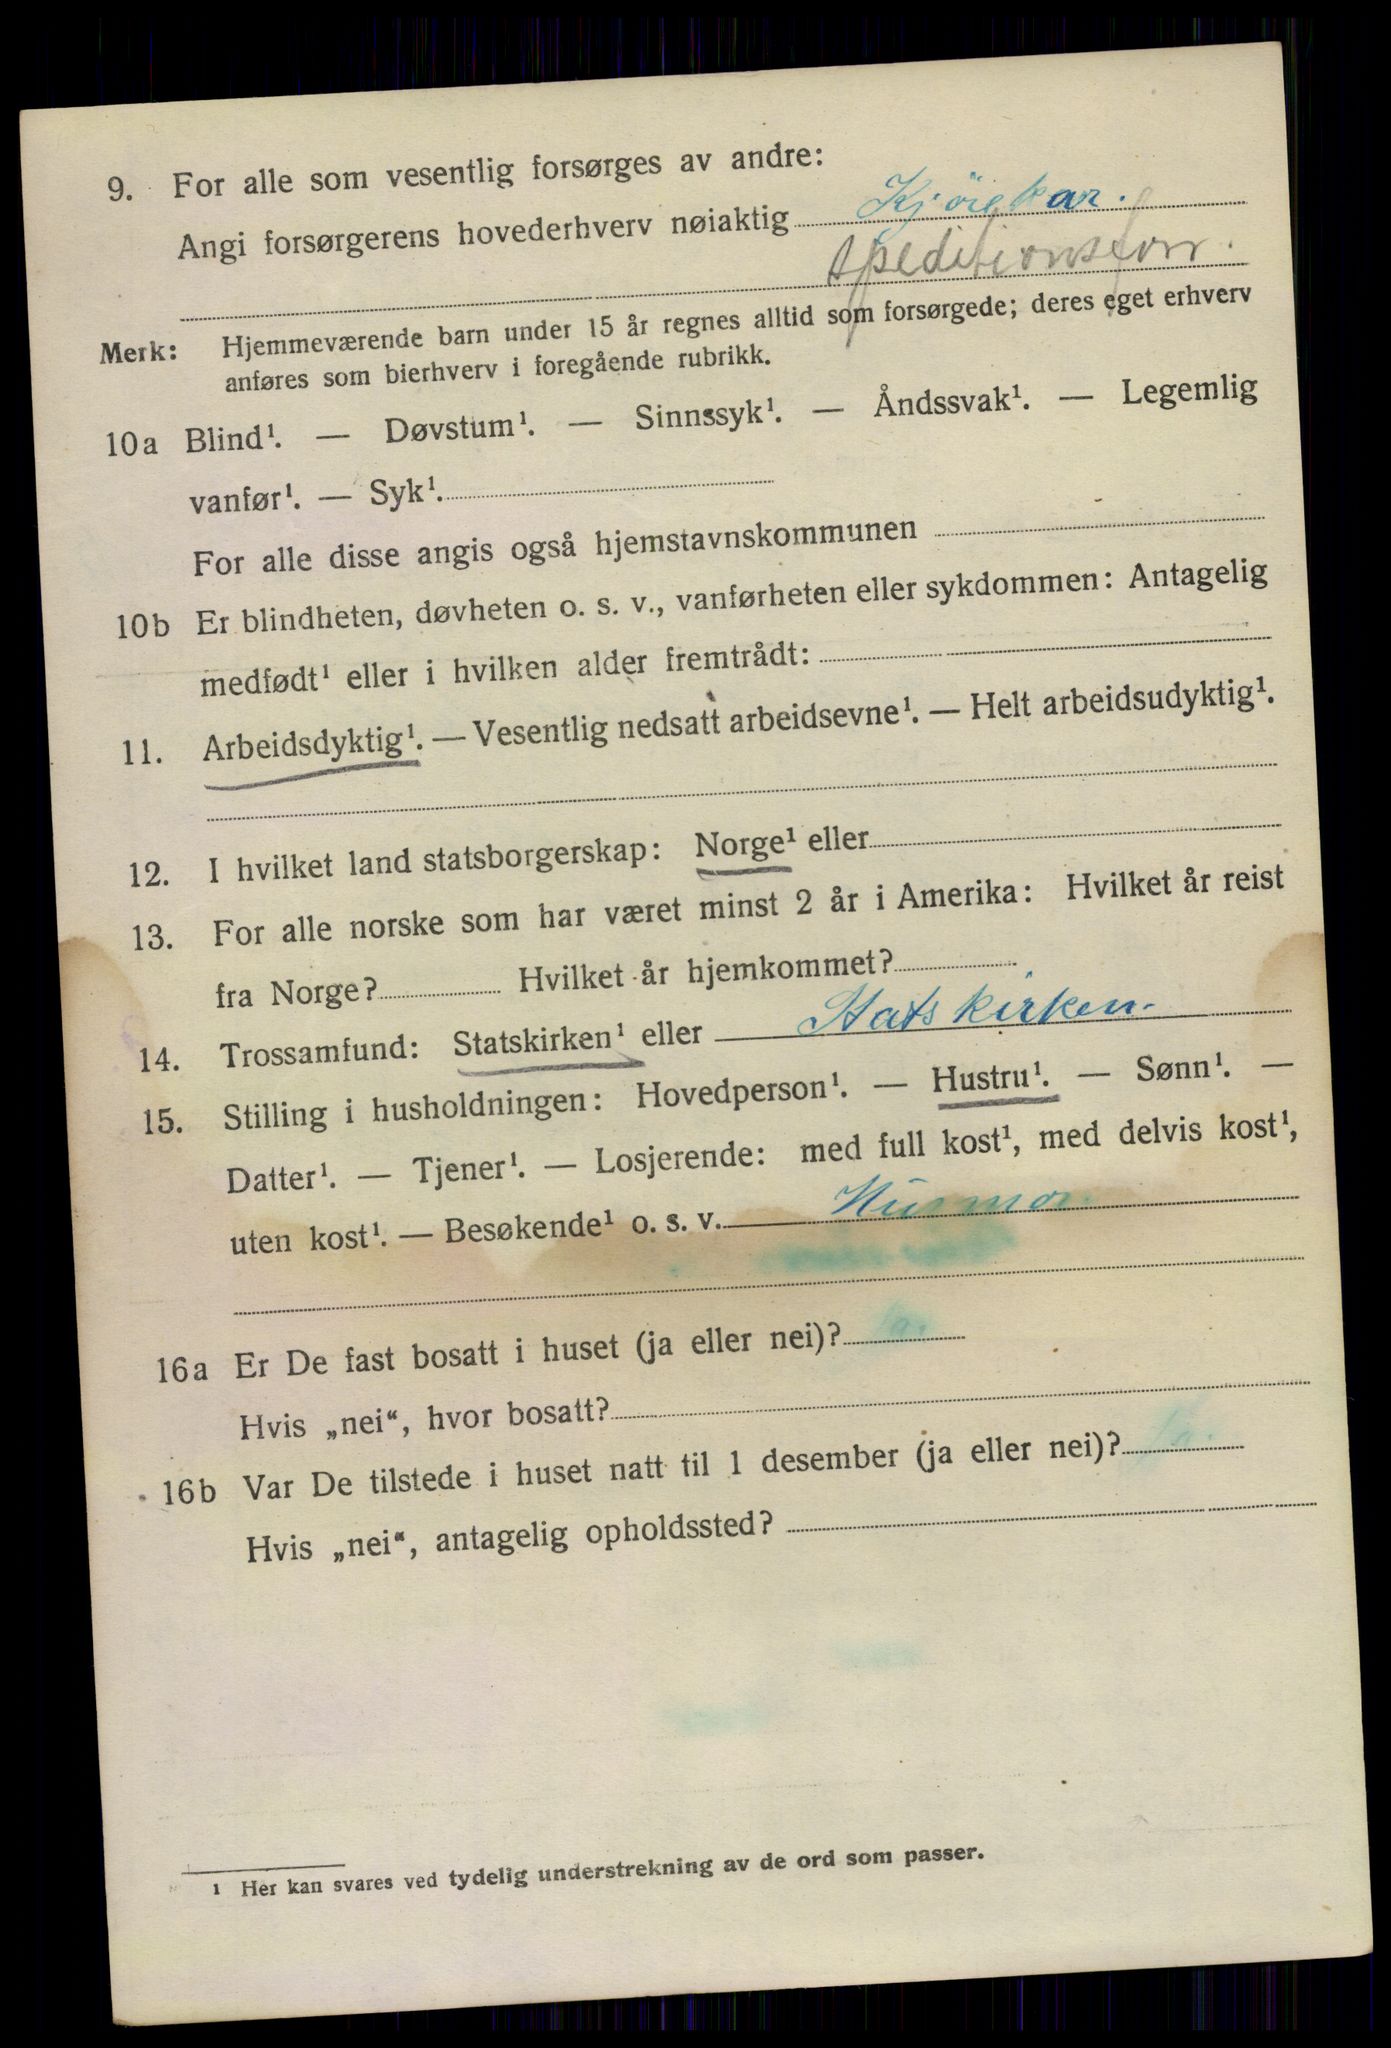 9. For alle som vesentlig forsørges av andre:
Angi forsørgerens hovederhverv nøiaktig Kjörekar.
speditionsforr.
Merk: Hjemmeværende barn under 15 år regnes alltid som forsørgede; deres eget erhverv
anføres som bierhverv i foregående rubrikk.
10a Blind¹. — Døvstum¹. — Sinnssyk¹. — Åndssvak¹. — Legemlig
vanfør¹. — Syk¹.
For alle disse angis også hjemstavnskommunen
10b Er blindheten, døvheten o. s. v., vanførheten eller sykdommen: Antagelig
medfødt¹ eller i hvilken alder fremtrådt:
11. Arbeidsdyktig¹. — Vesentlig nedsatt arbeidsevne¹. — Helt arbeidsudyktig¹.
12. I hvilket land statsborgerskap: Norge¹ eller
13. For alle norske som har været minst 2 år i Amerika: Hvilket år reist
fra Norge? Hvilket år hjemkommet?
14. Trossamfund: Statskirken¹ eller Statskirken.
15. Stilling i husholdningen: Hovedperson¹. — Hustru¹. — Sønn¹. —
Datter¹. — Tjener¹. — Losjerende: med full kost¹, med delvis kost¹,
uten kost¹. — Besøkende¹ o. s. v. Husmor.
16a Er De fast bosatt i huset (ja eller nei)? Ja.
Hvis „nei“, hvor bosatt?
16b Var De tilstede i huset natt til 1 desember (ja eller nei)? Ja.
Hvis „nei“, antagelig opholdssted?
¹ Her kan svares ved tydelig understrekning av de ord som passer.